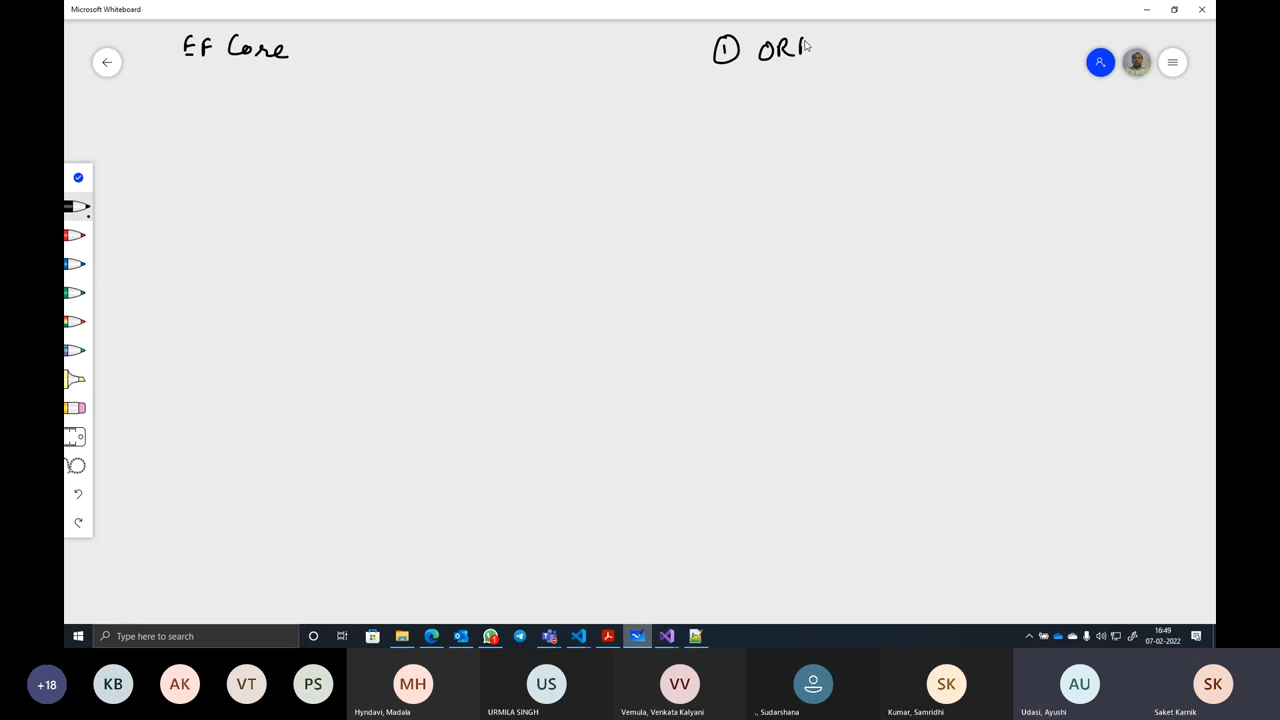 Microsoft Whiteboard
EF Core
① OR
Type here to search
1
16:49
07-02-2022
+18
KB
AK
VT
PS
MH
US
VV
SK
AU
SK
Hyndavi, Madala
URMILA SINGH
Vemula, Venkata Kalyani
., Sudarshana
Kumar, Samridhi
Udasi, Ayushi
Saket Karnik